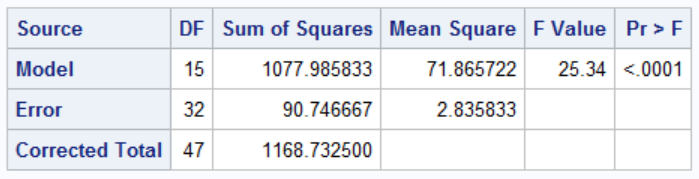 Source DF Sum of Squares Mean Square F Value Pr > F
Model 15 1077.985833 71.865722 25.34 <.0001
Error 32 90.746667 2.835833
Corrected Total 47 1168.732500